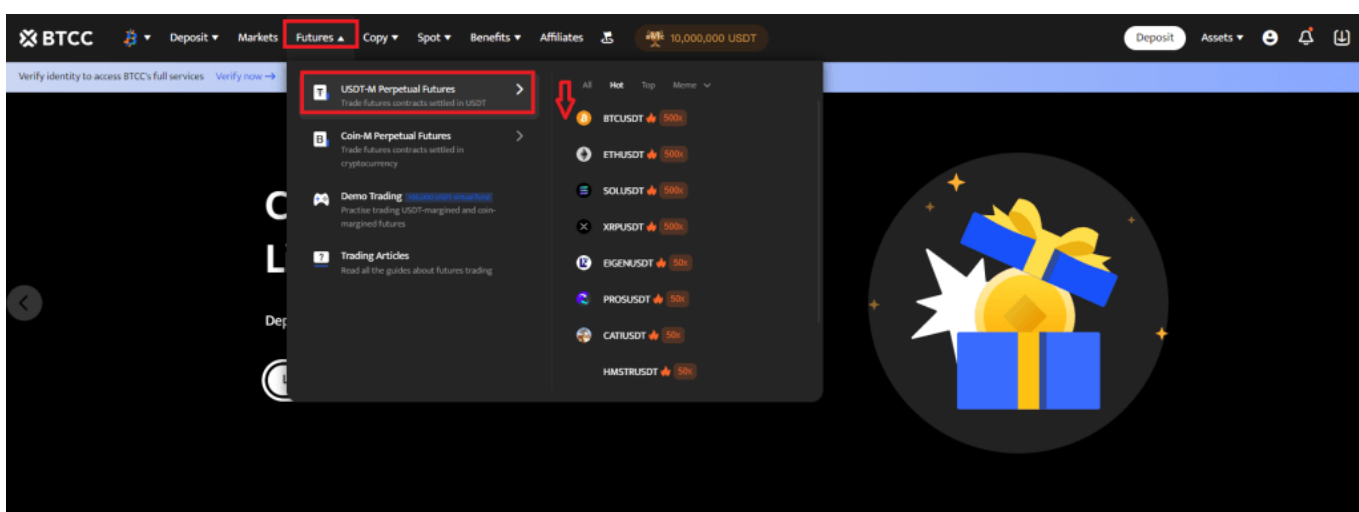 BTCC
Deposit
Markets
Futures
Copy
Spot
Benefits
Affiliates
10,000,000 USDT
Deposit
Assets
Verify identity to access BTCC's full services Verify now →
USDT-M Perpetual Futures
Trade futures contracts settled in USDT
Coin-M Perpetual Futures
Trade futures contracts settled in
cryptocurrency
Demo Trading
Practise trading USDT-margined and coin-
margined futures
Trading Articles
Read all the guides about futures trading
All Hot Top Meme
BTCUSDT 500x
ETHUSDT 500x
SOLUSDT 500x
XRPUSDT 500x
EIGENUSDT 50x
PROSUSDT 50x
CATIUSDT 50x
HMSTRUSDT 50x